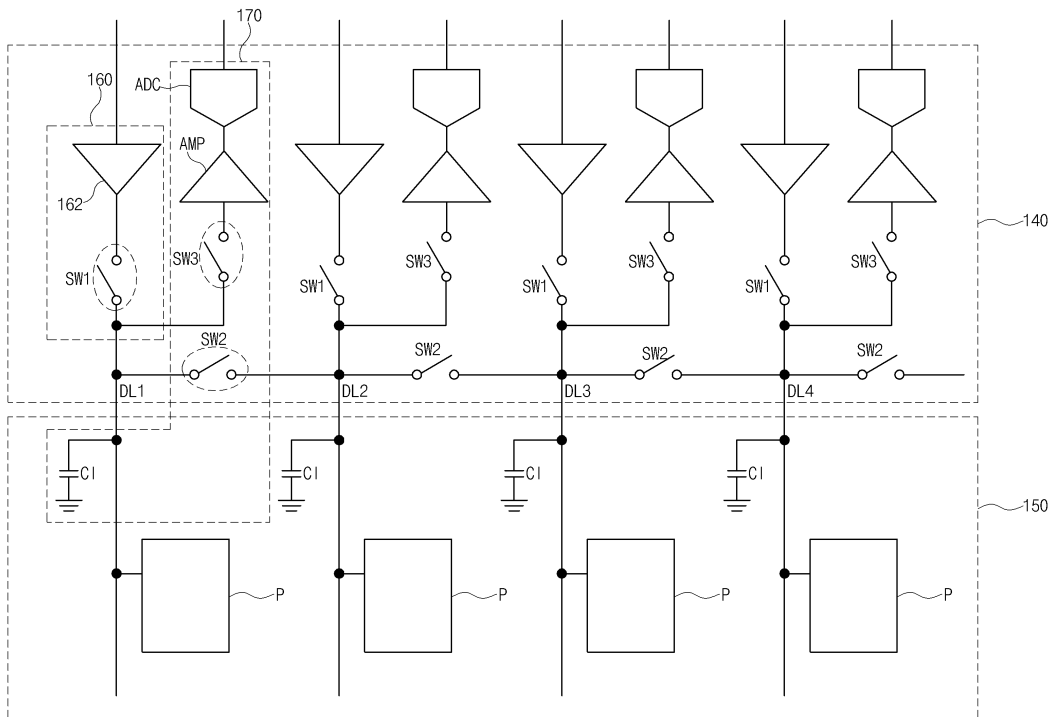 170
160
ADC
AMP
162
140
SW1
SW3
SW1
SW3
SW1
SW3
SW1
SW3
SW2
SW2
SW2
SW2
DL1
DL2
DL3
DL4
CI
CI
CI
CI
150
P
P
P
P